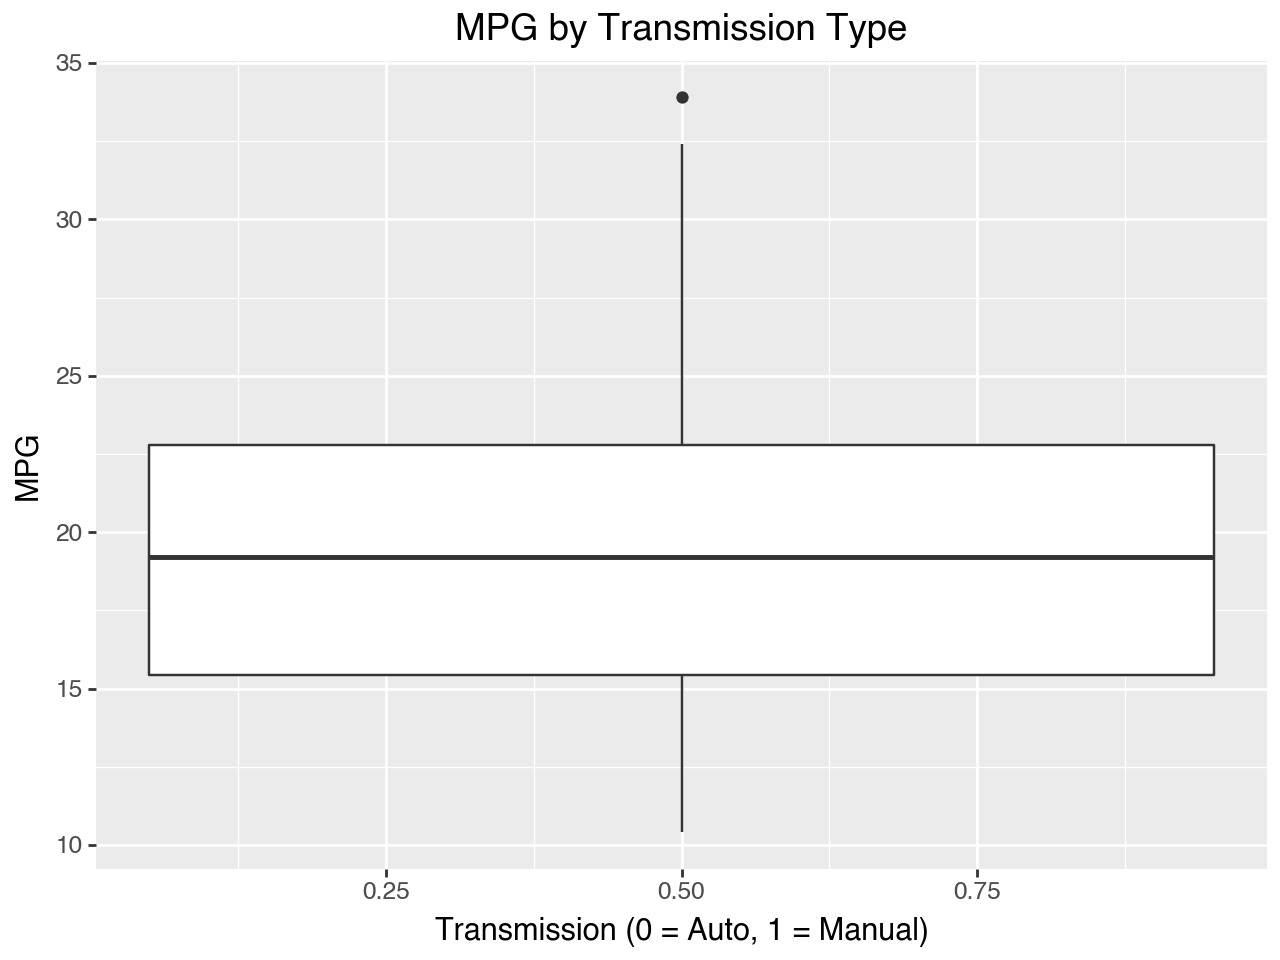 MPG by Transmission Type
35
30
25
20
15
10
MPG
0.25 0.50 0.75
Transmission (0 = Auto, 1 = Manual)